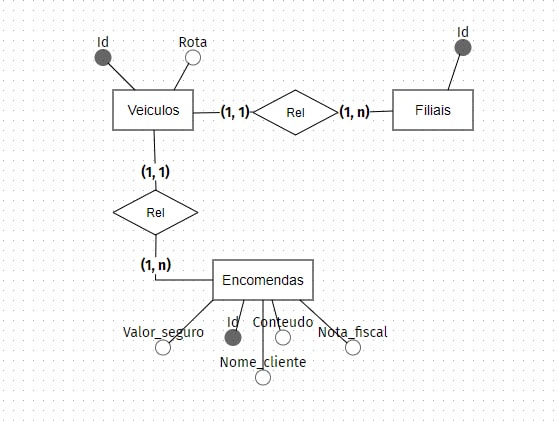 Id
Id
Rota
Veiculos
(1, 1)
Rel
(1, n)
Filiais
(1, 1)
Rel
(1, n)
Encomendas
Valor_seguro
Id
Conteudo
Nota_fiscal
Nome_cliente